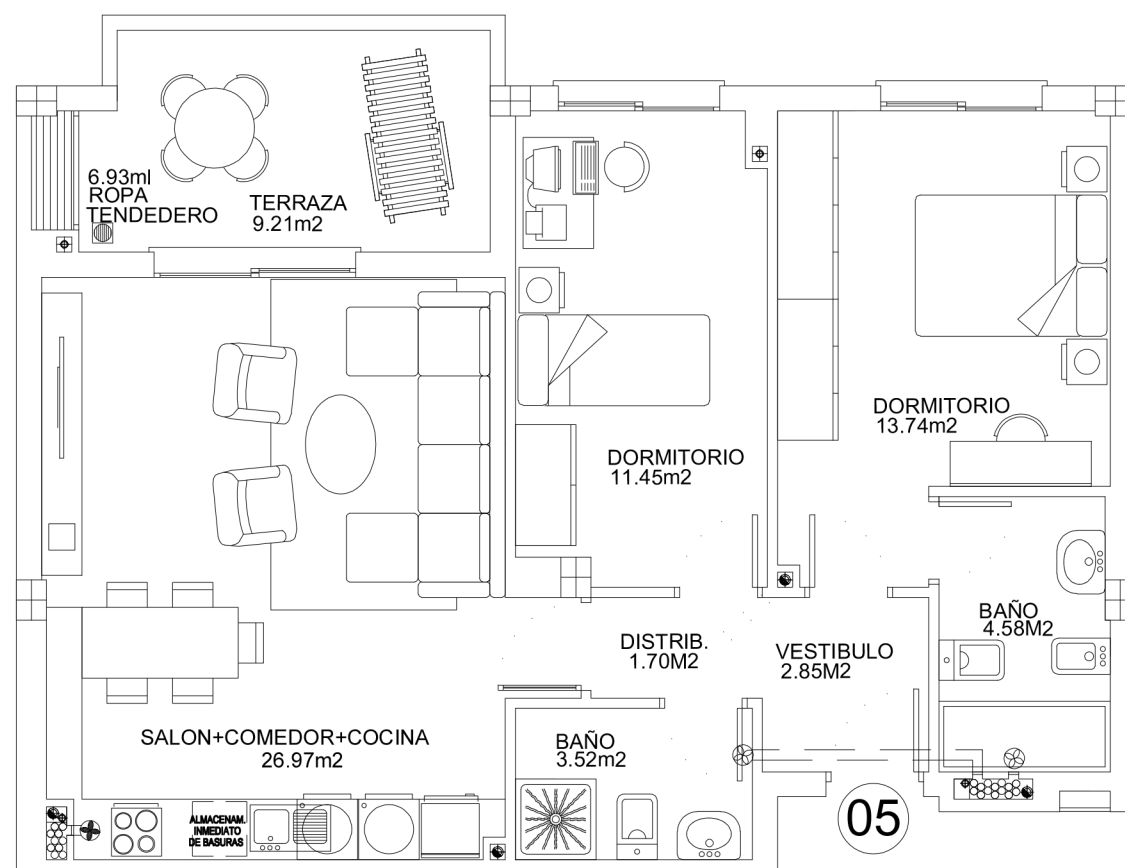 6.93ml
ROPA
TENDEDERO
TERRAZA
9.21m2
DORMITORIO
13.74m2
DORMITORIO
11.45m2
BAÑO
4.58M2
DISTRIB.
1.70M2
VESTIBULO
2.85M2
SALON+COMEDOR+COCINA
26.97m2
BAÑO
3.52m2
ALMACENAM.
INMEDIATO
DE BASURAS
05